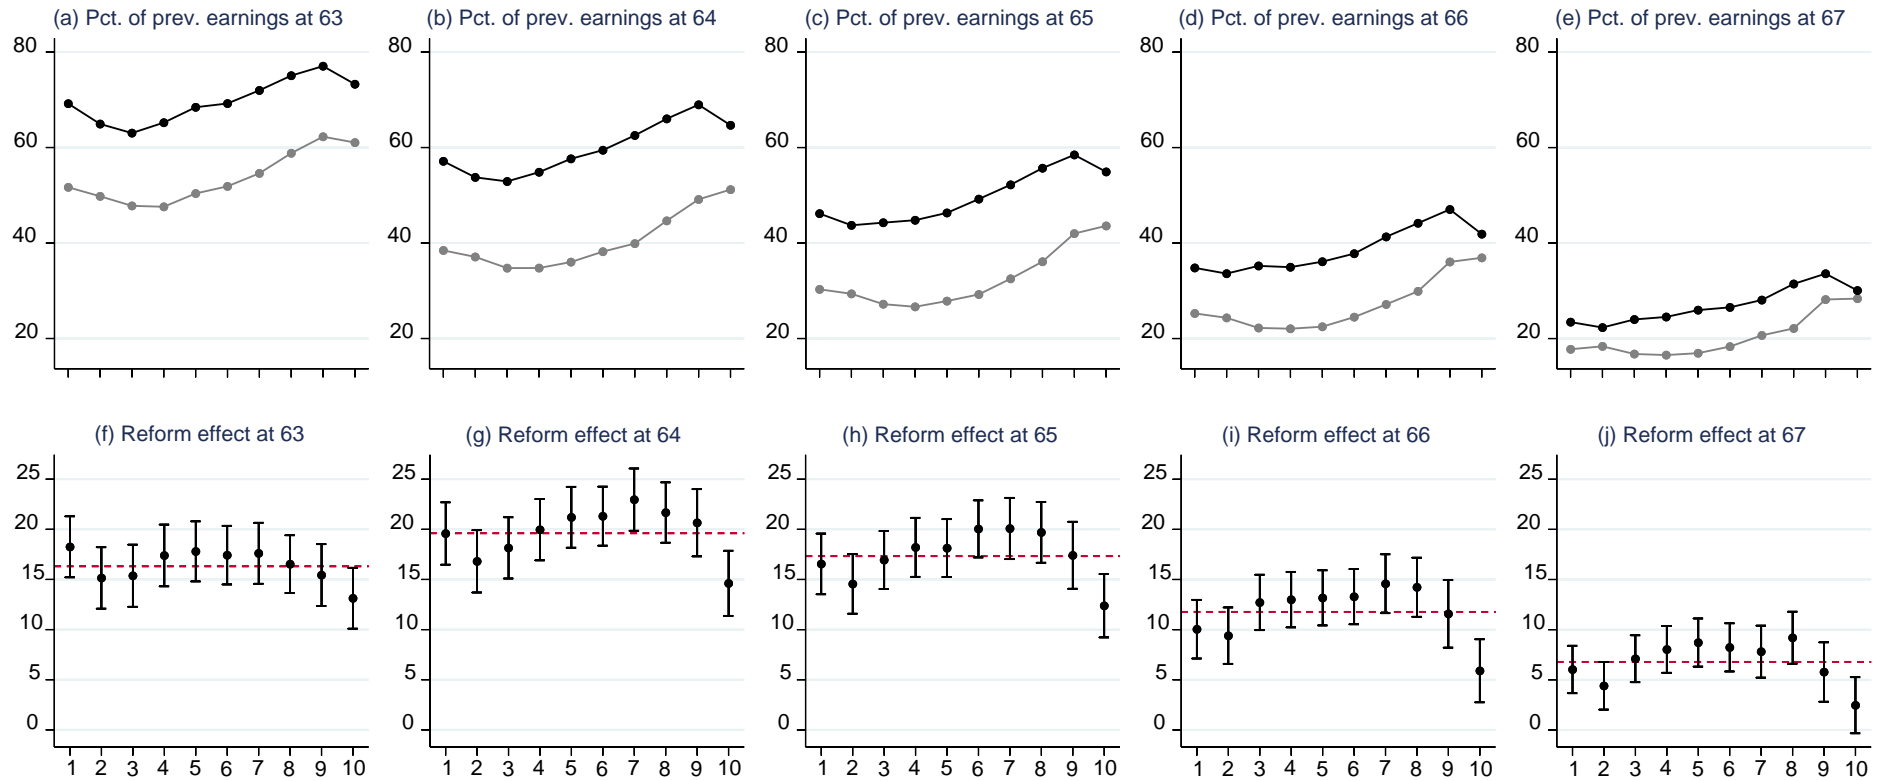 (a) Pct. of prev. earnings at 63
(b) Pct. of prev. earnings at 64
(c) Pct. of prev. earnings at 65
(d) Pct. of prev. earnings at 66
(e) Pct. of prev. earnings at 67
80 80 80 80 80
60 60 60 60 60
40 40 40 40 40
20 20 20 20 20
(f) Reform effect at 63
(g) Reform effect at 64
(h) Reform effect at 65
(i) Reform effect at 66
(j) Reform effect at 67
25 25 25 25 25
20 20 20 20 20
15 15 15 15 15
10 10 10 10 10
5 5 5 5 5
0 0 0 0 0
1 2 3 4 5 6 7 8 9 10
1 2 3 4 5 6 7 8 9 10
1 2 3 4 5 6 7 8 9 10
1 2 3 4 5 6 7 8 9 10
1 2 3 4 5 6 7 8 9 10